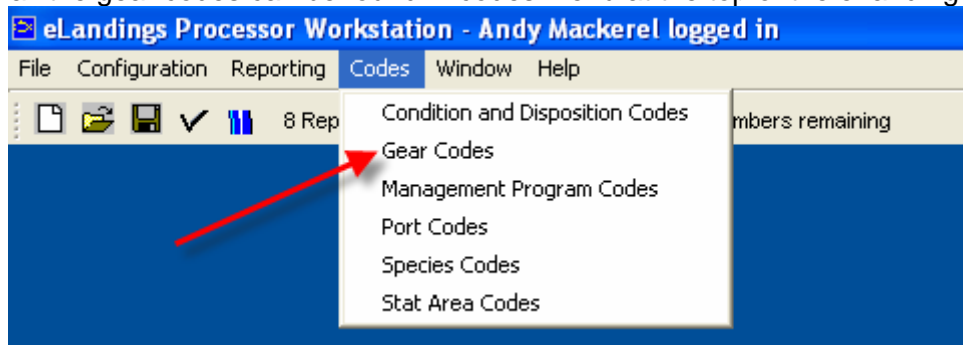 eLandings Processor Workstation - Andy Mackerel logged in
File Configuration Reporting Codes Window Help
8 Rep mbers remaining
Condition and Disposition Codes
Gear Codes
Management Program Codes
Port Codes
Species Codes
Stat Area Codes